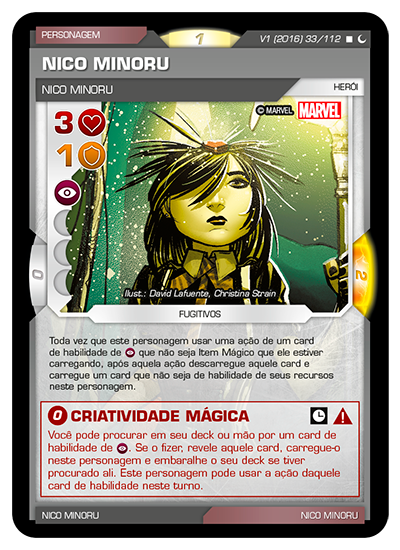 PERSONAGEM
1
V1 (2016) 33/112
NICO MINORU
NICO MINORU
HERÓI
3
© MARVEL MARVEL
1
0
2
Ilust.: David Lafuente, Christina Strain
FUGITIVOS
Toda vez que este personagem usar uma ação de um card
de habilidade de que não seja Item Mágico que ele estiver
carregando, após aquela ação descarregue aquele card e
carregue um card que não seja de habilidade de seus recursos
neste personagem.
0 CRIATIVIDADE MÁGICA
Você pode procurar em seu deck ou mão por um card de
habilidade de . Se o fizer, revele aquele card, carregue-o
neste personagem e embaralhe o seu deck se tiver
procurado ali. Este personagem pode usar a ação daquele
card de habilidade neste turno.
NICO MINORU
NICO MINORU